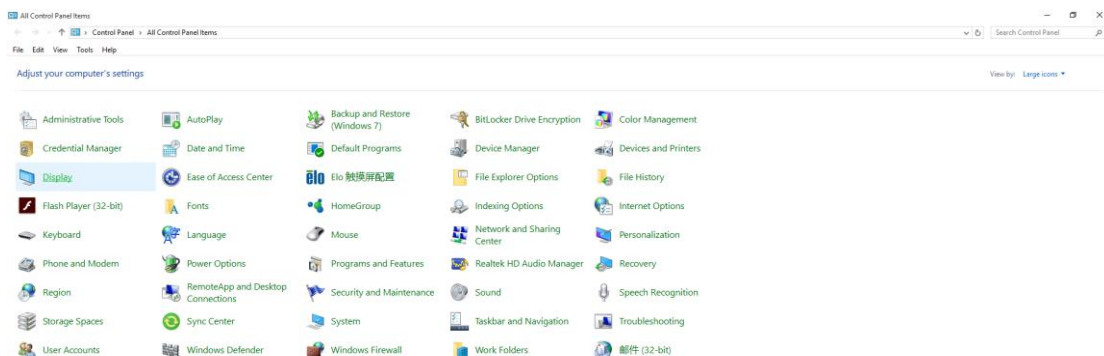 All Control Panel Items
Control Panel > All Control Panel Items
Search Control Panel
File Edit View Tools Help
Adjust your computer's settings
View by: Large icons
Administrative Tools
AutoPlay
Backup and Restore
(Windows 7)
BitLocker Drive Encryption
Color Management
Credential Manager
Date and Time
Default Programs
Device Manager
Devices and Printers
Display
Ease of Access Center
elo
Elo 触摸屏配置
File Explorer Options
File History
Flash Player (32-bit)
Fonts
HomeGroup
Indexing Options
Internet Options
Keyboard
Language
Mouse
Network and Sharing
Center
Personalization
Phone and Modem
Power Options
Programs and Features
Realtek HD Audio Manager
Recovery
Region
RemoteApp and Desktop
Connections
Security and Maintenance
Sound
Speech Recognition
Storage Spaces
Sync Center
System
Taskbar and Navigation
Troubleshooting
User Accounts
Windows Defender
Windows Firewall
Work Folders
邮件 (32-bit)